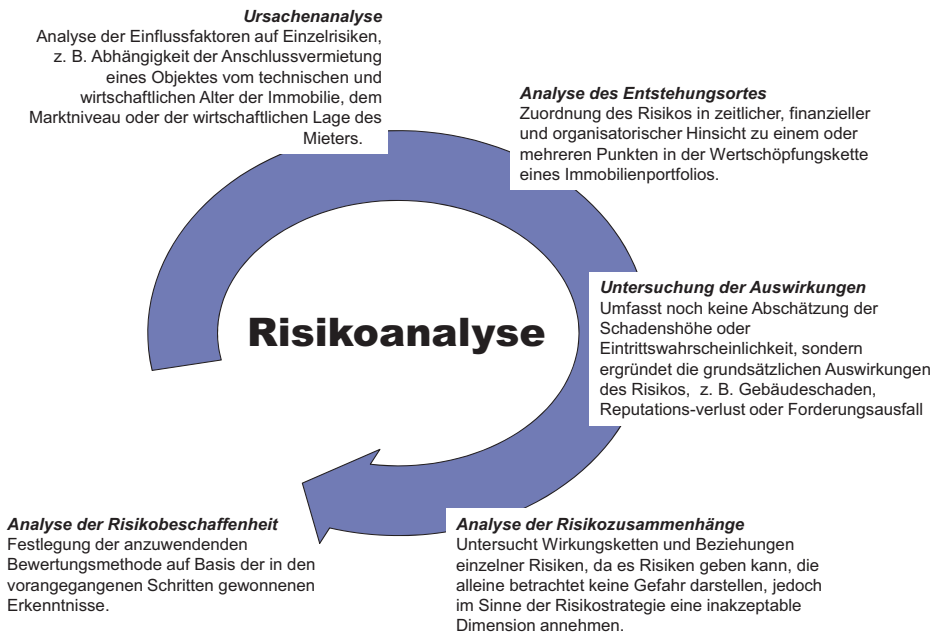 Ursachenanalyse
Analyse der Einflussfaktoren auf Einzelrisiken,
z. B. Abhängigkeit der Anschlussvermietung
eines Objektes vom technischen und
wirtschaftlichen Alter der Immobilie, dem
Marktniveau oder der wirtschaftlichen Lage des
Mieters.
Analyse des Entstehungsortes
Zuordnung des Risikos in zeitlicher, finanzieller
und organisatorischer Hinsicht zu einem oder
mehreren Punkten in der Wertschöpfungskette
eines Immobilienportfolios.
Untersuchung der Auswirkungen
Umfasst noch keine Abschätzung der
Schadenshöhe oder
Eintrittswahrscheinlichkeit, sondern
ergründet die grundsätzlichen Auswirkungen
des Risikos, z. B. Gebäudeschaden,
Reputations-verlust oder Forderungsausfall
Risikoanalyse
Analyse der Risikozusammenhänge
Untersucht Wirkungsketten und Beziehungen
einzelner Risiken, da es Risiken geben kann, die
alleine betrachtet keine Gefahr darstellen, jedoch
im Sinne der Risikostrategie eine inakzeptable
Dimension annehmen.
Analyse der Risikobeschaffenheit
Festlegung der anzuwendenden
Bewertungsmethode auf Basis der in den
vorangegangenen Schritten gewonnenen
Erkenntnisse.